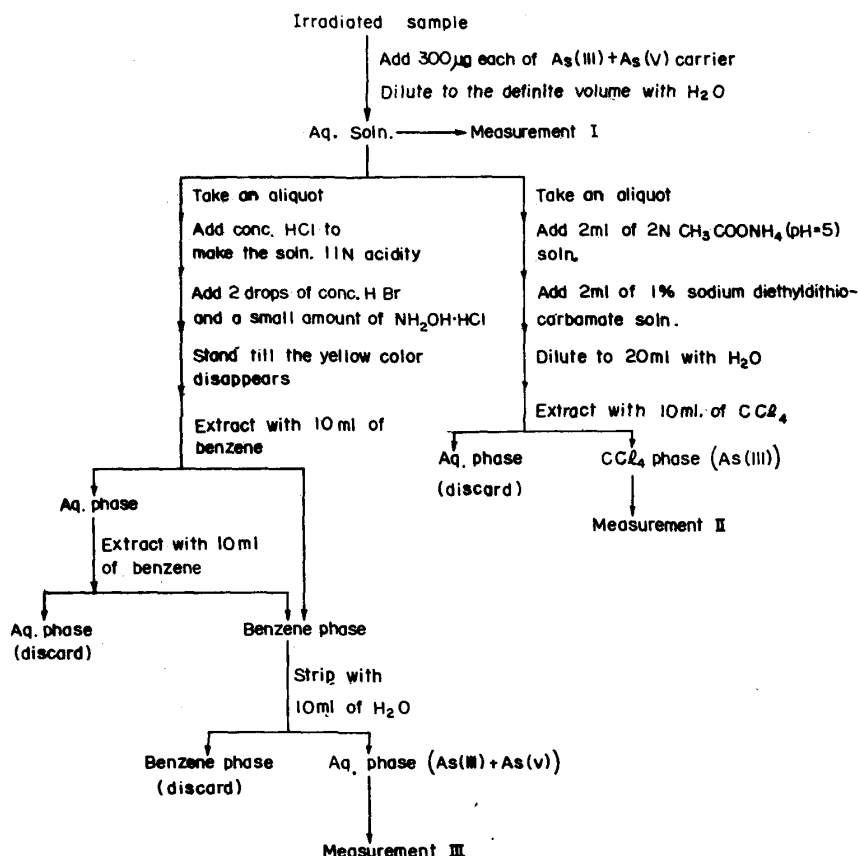 Irradiated sample
Add 300μg each of As(III)+As(V) carrier
Dilute to the definite volume with H₂O
Aq. Soln. Measurement I
Take an aliquot
Add conc. HCl to
make the soln. 11N acidity
Add 2 drops of conc. HBr
and a small amount of NH₂OH·HCl
Stand till the yellow color
disappears
Extract with 10ml of
benzene
Aq. phase
Extract with 10ml
of benzene
Aq. phase
(discard)
Benzene phase
Strip with
10ml of H₂O
Benzene phase
(discard)
Aq. phase (As(III)+As(V))
Measurement III
Take an aliquot
Add 2ml of 2N CH₃COONH₄(pH=5)
soln.
Add 2ml of 1% sodium diethyldithio-
carbamate soln.
Dilute to 20ml with H₂O
Extract with 10ml. of CCl₄
Aq. phase
(discard)
CCl₄ phase (As(III))
Measurement II